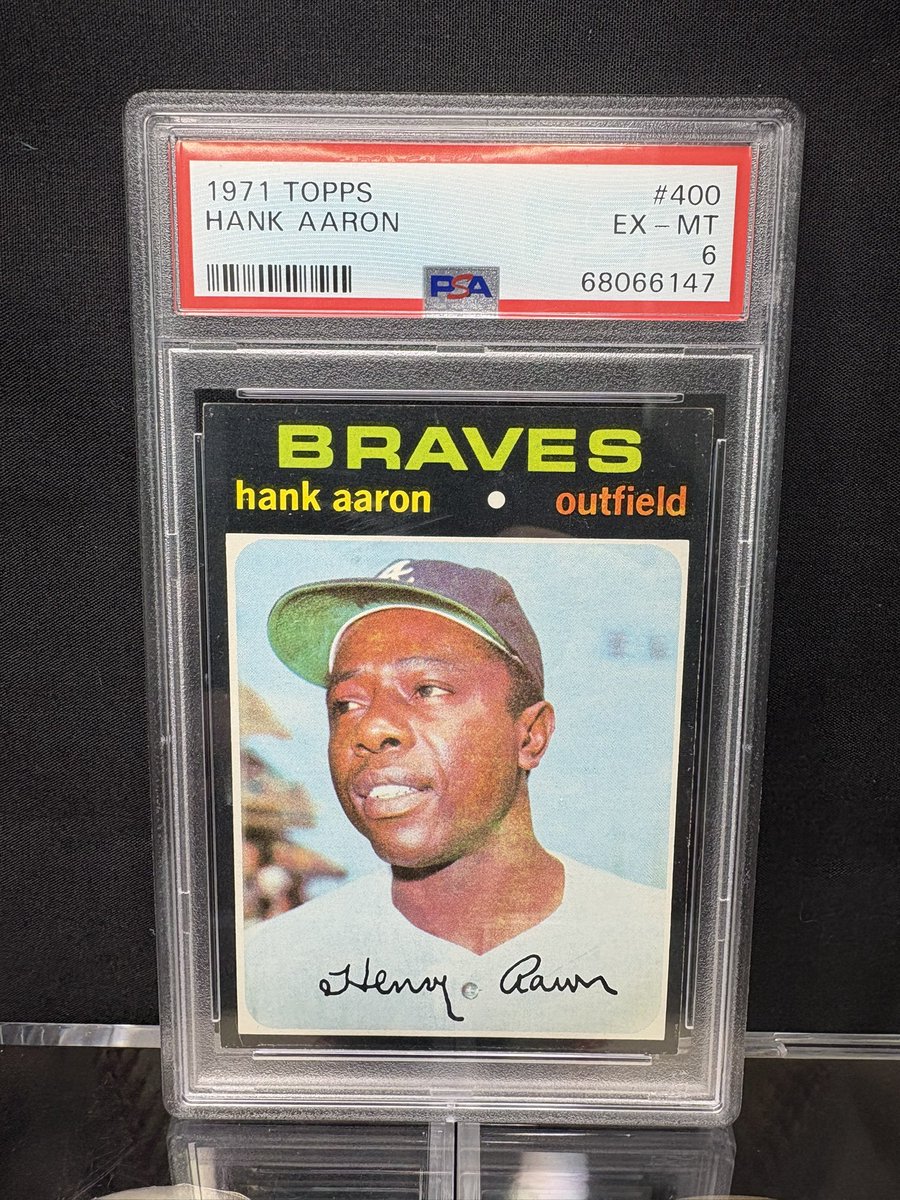 1971 TOPPS #400
HANK AARON EX - MT
6
PSA 68066147
BRAVES
hank aaron outfield
A
Henry Aaron